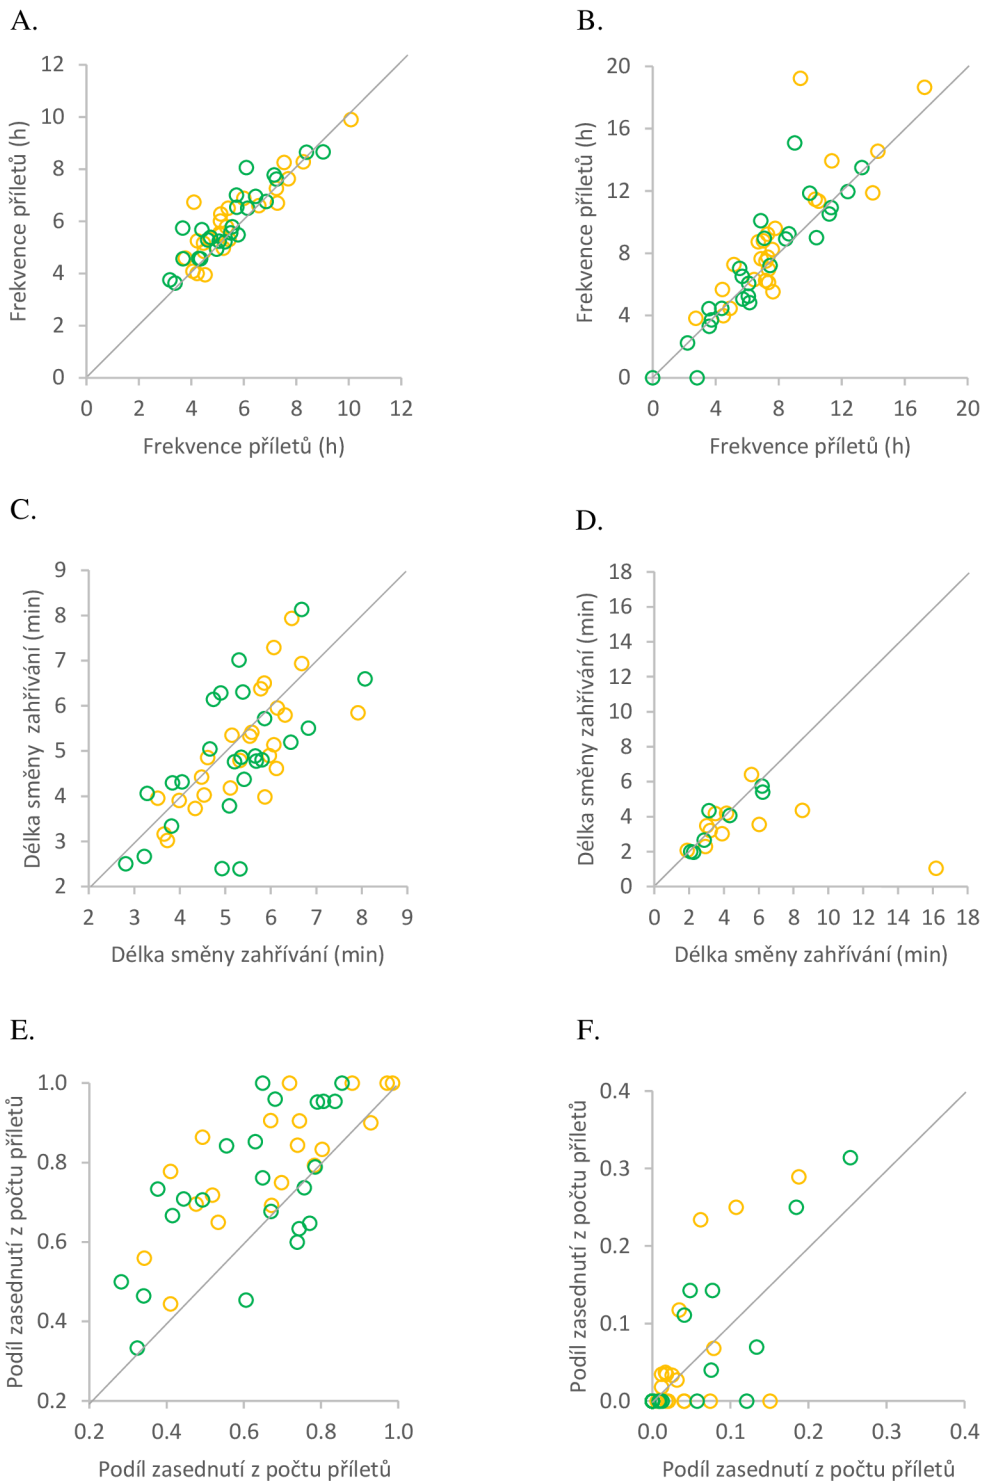 A.
B.
12
10
8
6
4
2
0
0 2 4 6 8 10 12
Frekvence příletů (h)
Frekvence příletů (h)
20
16
12
8
4
0
0 4 8 12 16 20
Frekvence příletů (h)
Frekvence příletů (h)
C.
D.
9
8
7
6
5
4
3
2
2 3 4 5 6 7 8 9
Délka směny zahřívání (min)
Délka směny zahřívání (min)
18
16
14
12
10
8
6
4
2
0
0 2 4 6 8 10 12 14 16 18
Délka směny zahřívání (min)
Délka směny zahřívání (min)
E.
F.
1.0
0.8
0.6
0.4
0.2
0.2 0.4 0.6 0.8 1.0
Podíl zasednutí z počtu příletů
Podíl zasednutí z počtu příletů
0.4
0.3
0.2
0.1
0.0
0.0 0.1 0.2 0.3 0.4
Podíl zasednutí z počtu příletů
Podíl zasednutí z počtu příletů